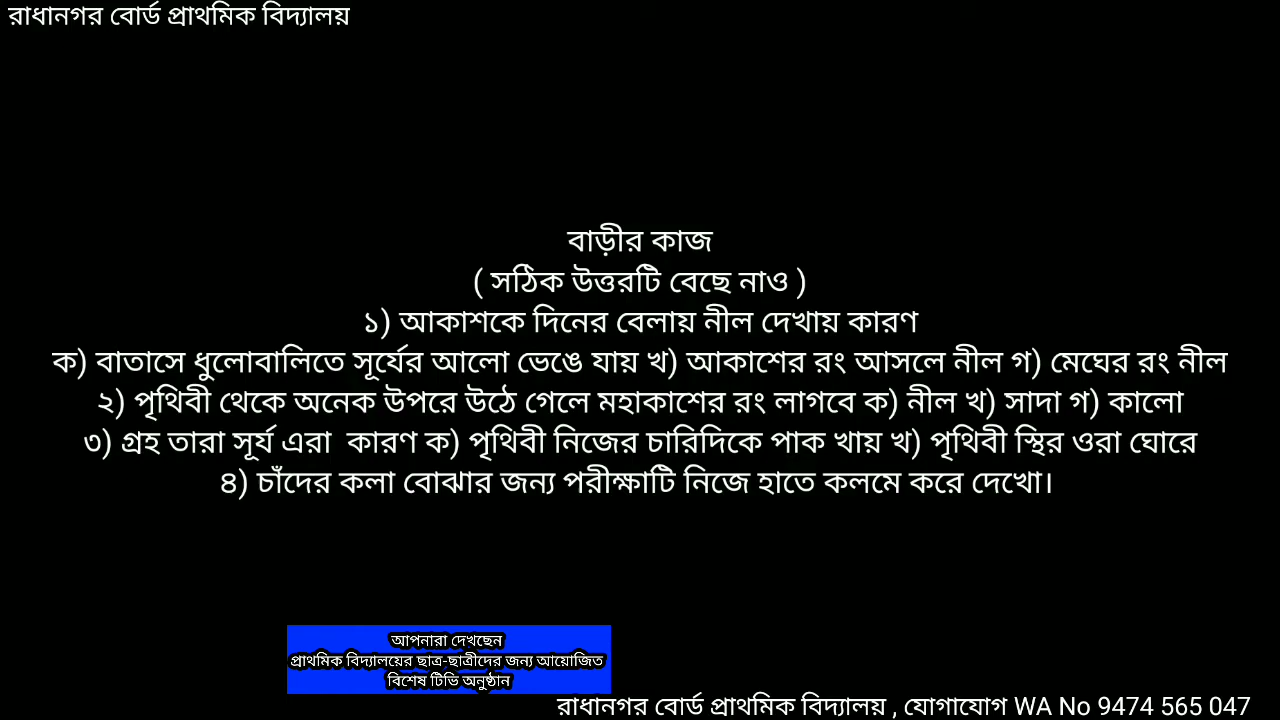 রাধানগর বোর্ড প্রাথমিক বিদ্যালয়
বাড়ীর কাজ
( সঠিক উত্তরটি বেছে নাও )
১) আকাশকে দিনের বেলায় নীল দেখায় কারণ
ক) বাতাসে ধুলোবালিতে সূর্যের আলো ভেঙে যায় খ) আকাশের রং আসলে নীল গ) মেঘের রং নীল
২) পৃথিবী থেকে অনেক উপরে উঠে গেলে মহাকাশের রং লাগবে ক) নীল খ) সাদা গ) কালো
৩) গ্রহ তারা সূর্য এরা  কারণ ক) পৃথিবী নিজের চারিদিকে পাক খায় খ) পৃথিবী স্থির ওরা ঘোরে
৪) চাঁদের কলা বোঝার জন্য পরীক্ষাটি নিজে হাতে কলমে করে দেখো।
আপনারা দেখছেন
প্রাথমিক বিদ্যালয়ের ছাত্র-ছাত্রীদের জন্য আয়োজিত
বিশেষ টিভি অনুষ্ঠান
রাধানগর বোর্ড প্রাথমিক বিদ্যালয় , যোগাযোগ WA No 9474 565 047